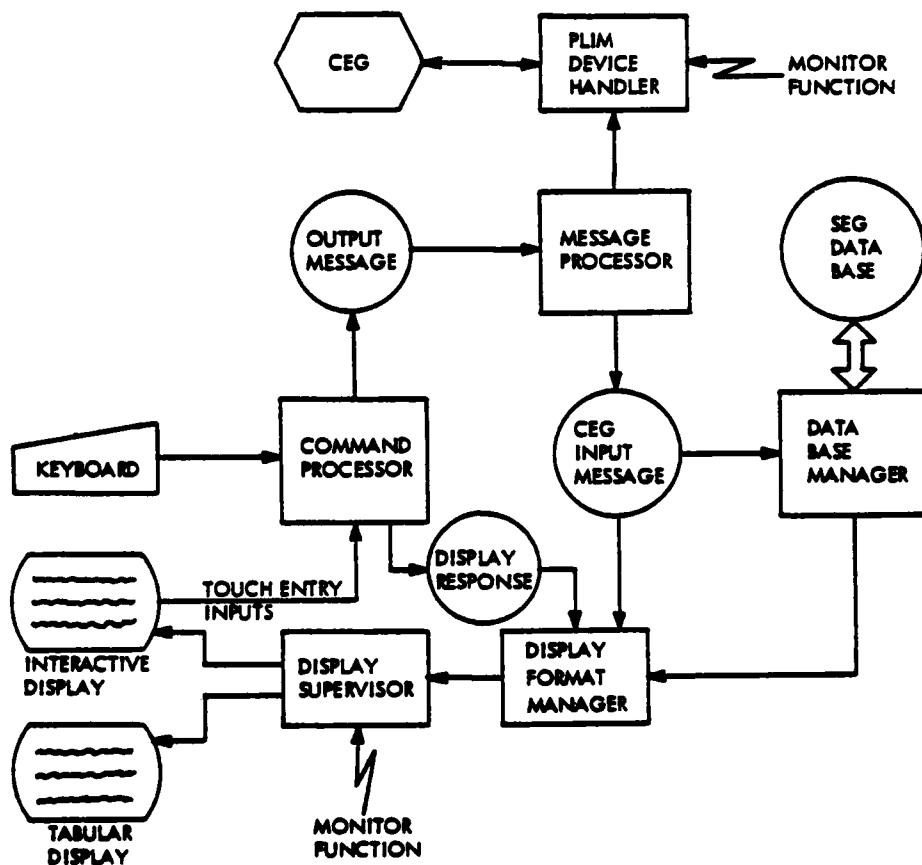 CEG
PLIM
DEVICE
HANDLER
MONITOR
FUNCTION
OUTPUT
MESSAGE
MESSAGE
PROCESSOR
SEG
DATA
BASE
KEYBOARD
COMMAND
PROCESSOR
CEG
INPUT
MESSAGE
DATA
BASE
MANAGER
TOUCH ENTRY
INPUTS
DISPLAY
RESPONSE
INTERACTIVE
DISPLAY
DISPLAY
SUPERVISOR
DISPLAY
FORMAT
MANAGER
TABULAR
DISPLAY
MONITOR
FUNCTION